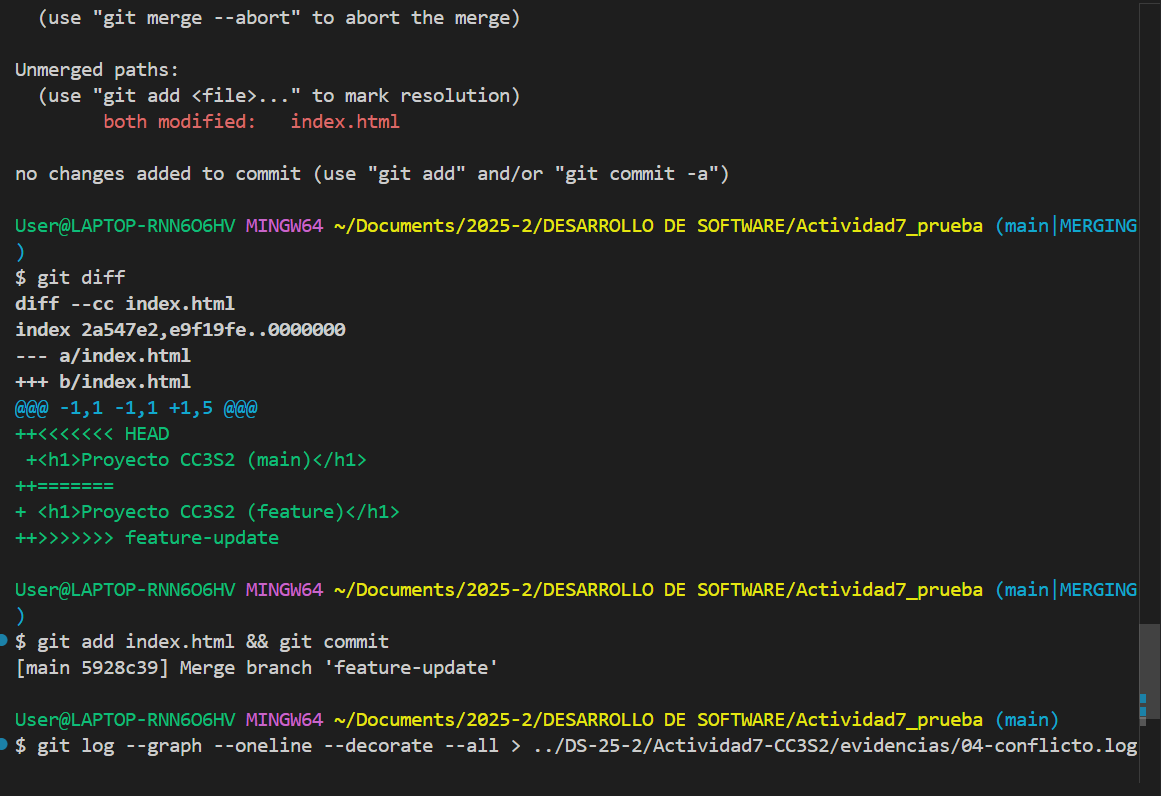 (use "git merge --abort" to abort the merge)

Unmerged paths:
  (use "git add <file>..." to mark resolution)
        both modified:   index.html

no changes added to commit (use "git add" and/or "git commit -a")

User@LAPTOP-RNN6O6HV MINGW64 ~/Documents/2025-2/DESARROLLO DE SOFTWARE/Actividad7_prueba (main|MERGING
)
$ git diff
diff --cc index.html
index 2a547e2,e9f19fe..0000000
--- a/index.html
+++ b/index.html
@@@ -1,1 -1,1 +1,5 @@@
++<<<<<<< HEAD
 +<h1>Proyecto CC3S2 (main)</h1>
++=======
+ <h1>Proyecto CC3S2 (feature)</h1>
++>>>>>>> feature-update

User@LAPTOP-RNN6O6HV MINGW64 ~/Documents/2025-2/DESARROLLO DE SOFTWARE/Actividad7_prueba (main|MERGING
)
$ git add index.html && git commit
[main 5928c39] Merge branch 'feature-update'

User@LAPTOP-RNN6O6HV MINGW64 ~/Documents/2025-2/DESARROLLO DE SOFTWARE/Actividad7_prueba (main)
$ git log --graph --oneline --decorate --all > ../DS-25-2/Actividad7-CC3S2/evidencias/04-conflicto.log